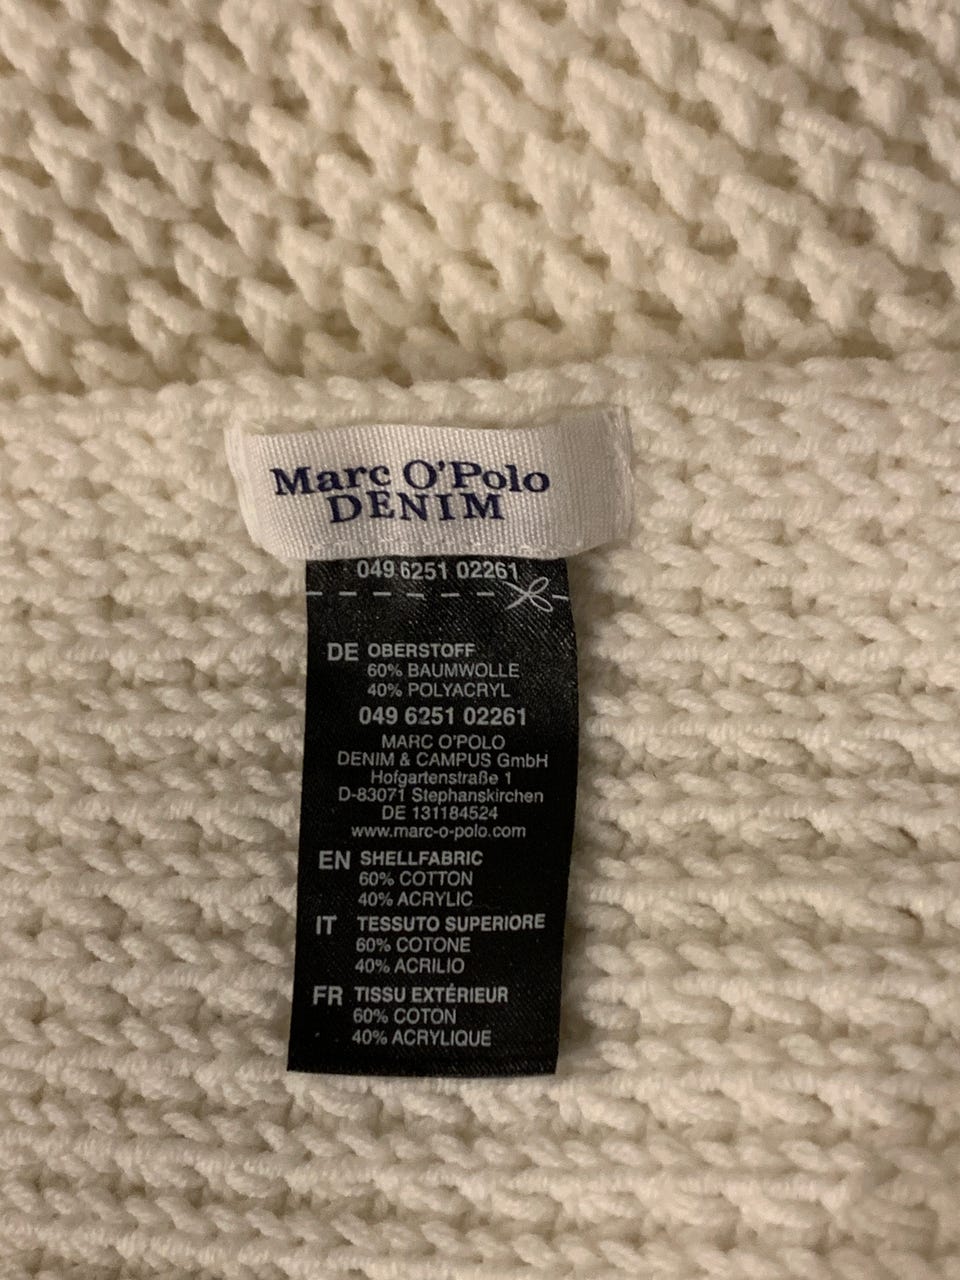 Marc O'Polo
DENIM
049 6251 02261
DE OBERSTOFF
60% BAUMWOLLE
40% POLYACRYL
049 6251 02261
MARC O'POLO
DENIM & CAMPUS GmbH
Hofgartenstraße 1
D-83071 Stephanskirchen
DE 131184524
www.marc-o-polo.com
EN SHELLFABRIC
60% COTTON
40% ACRYLIC
IT TESSUTO SUPERIORE
60% COTONE
40% ACRILIO
FR TISSU EXTÉRIEUR
60% COTON
40% ACRYLIQUE